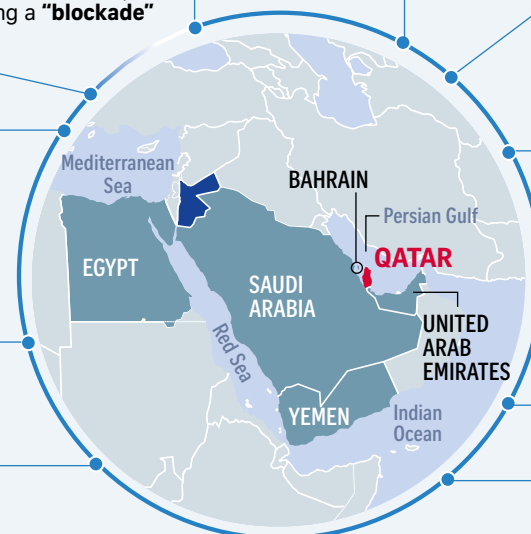 ng a “blockade”
Mediterranean
Sea
BAHRAIN
Persian Gulf
QATAR
EGYPT
SAUDI
ARABIA
UNITED
ARAB
EMIRATES
Red Sea
YEMEN
Indian
Ocean